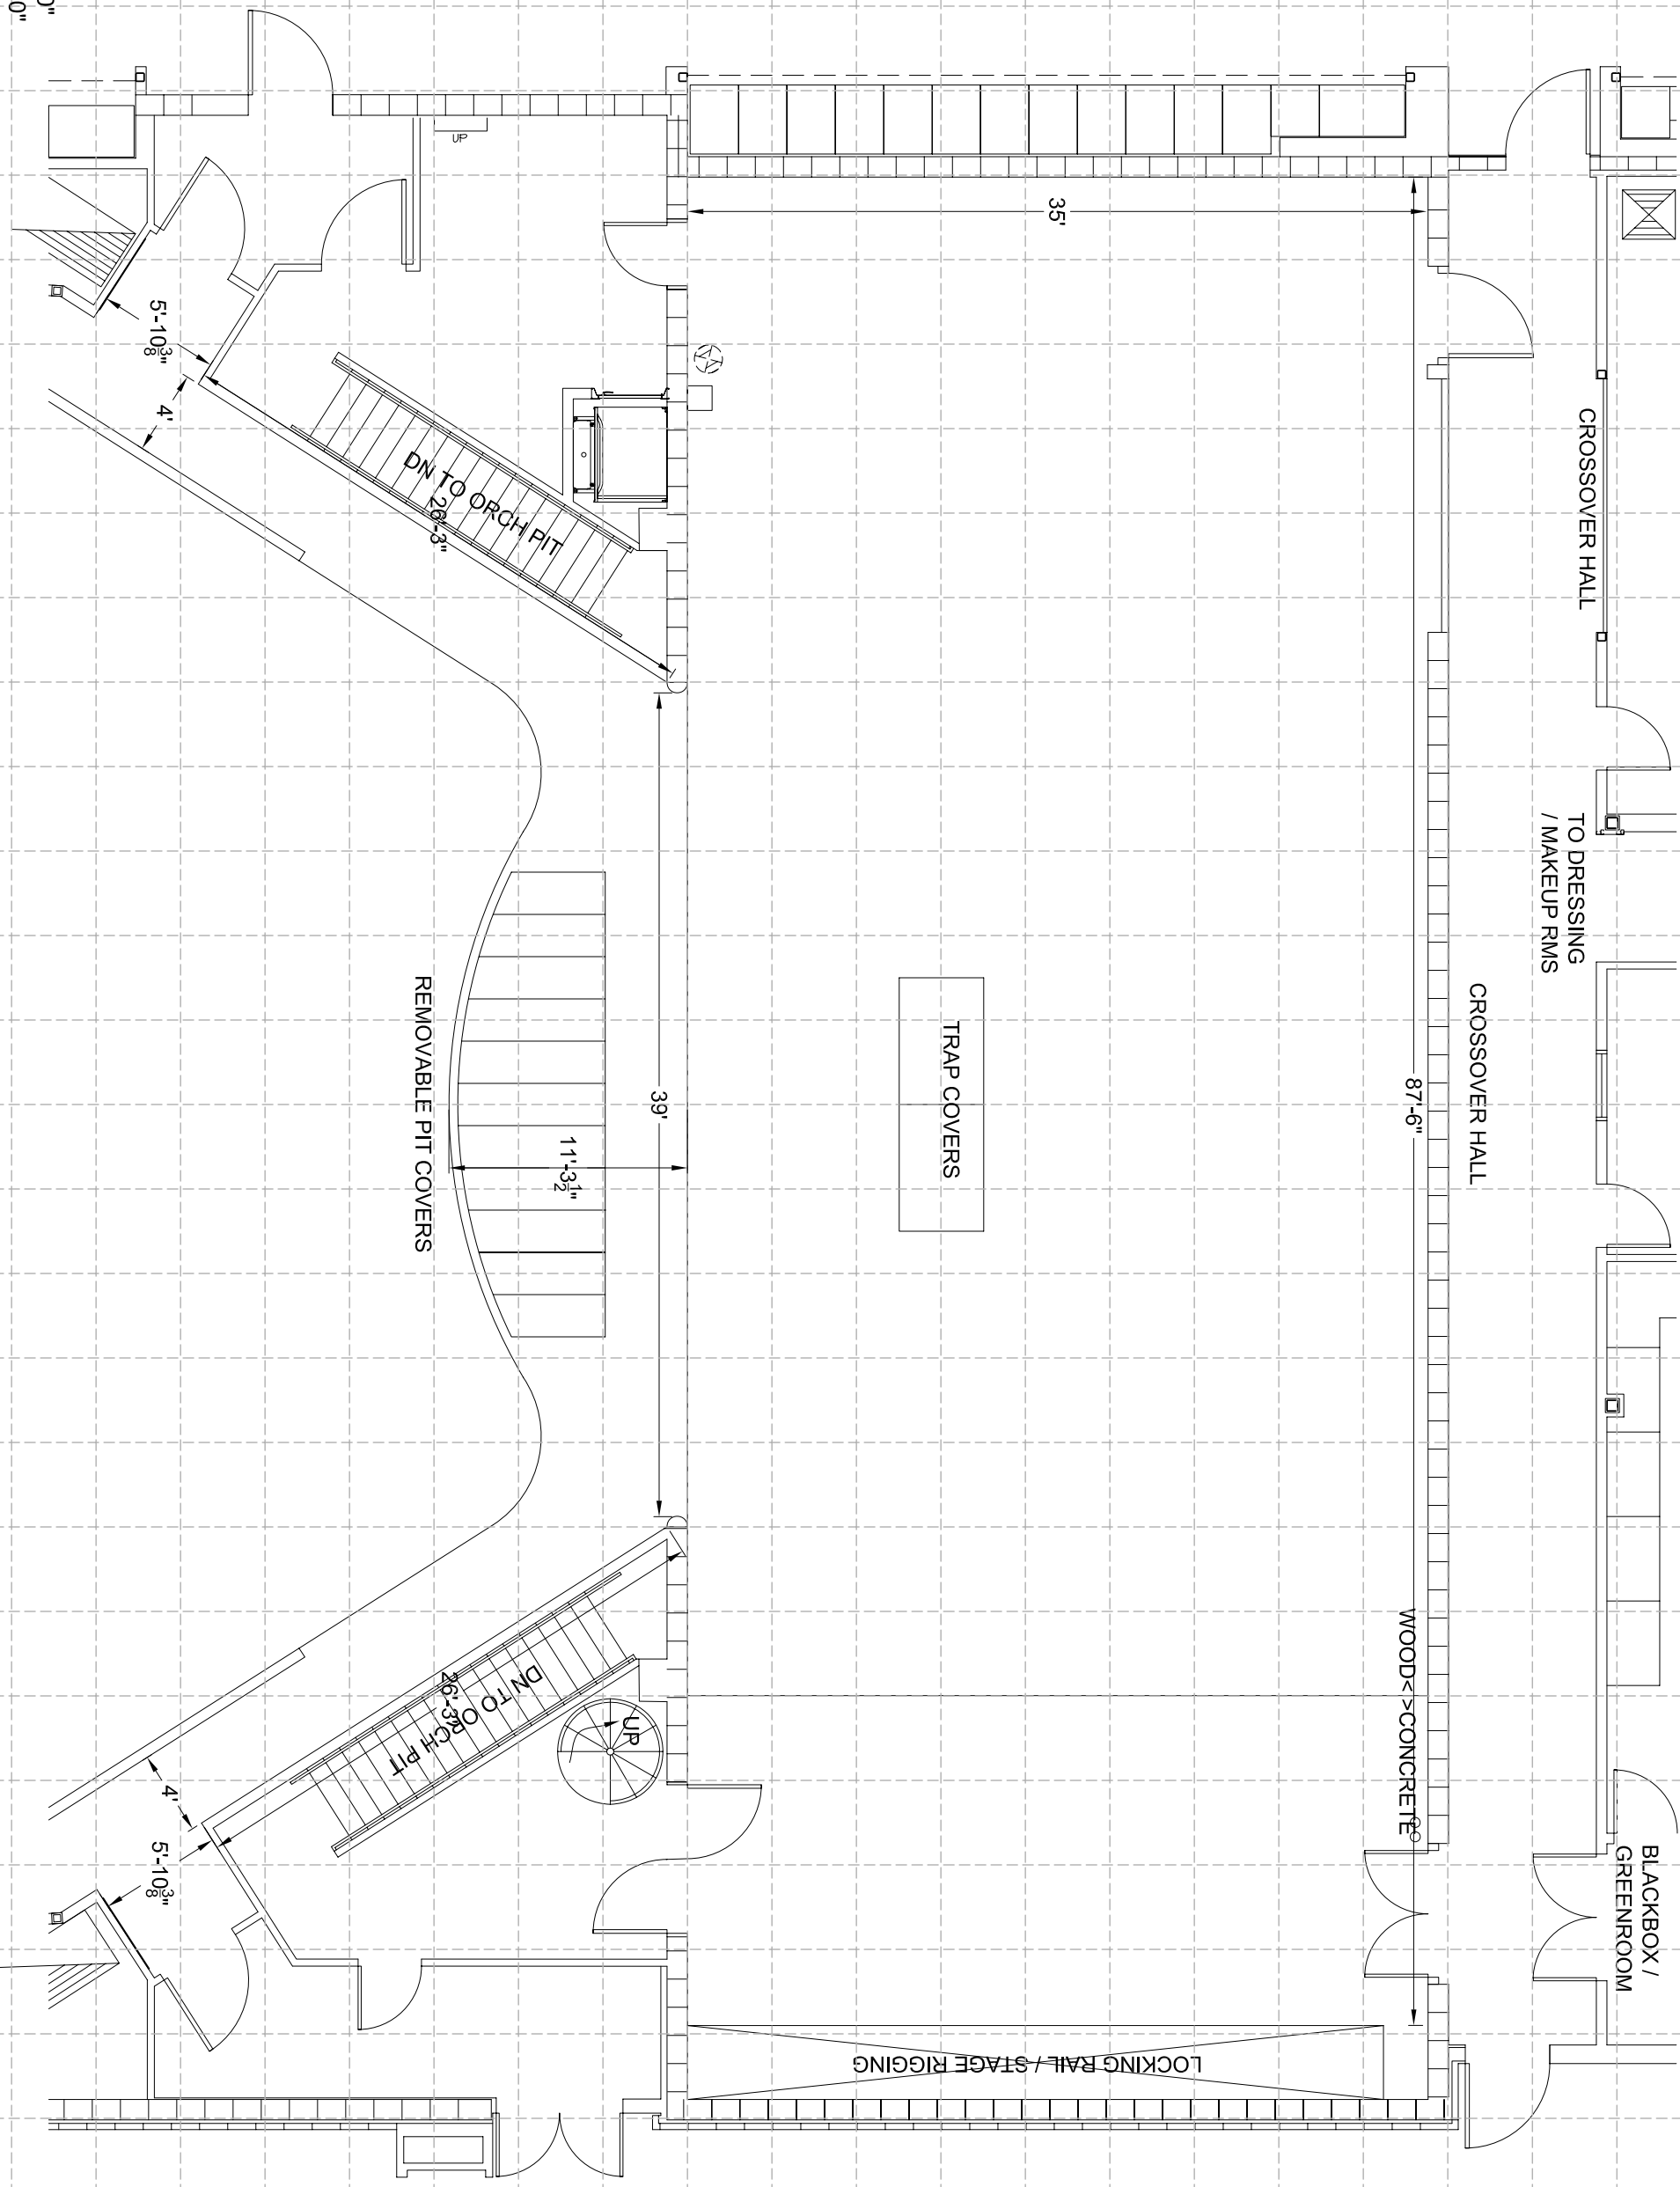 0"
0"
UP
35'
CROSSOVER HALL
5'-10 3/8"
4'
DN TO ORCH PIT
26'-3"
TO DRESSING
/ MAKEUP RMS
CROSSOVER HALL
REMOVABLE PIT COVERS
39'
11'-3 1/2"
TRAP COVERS
87'-6"
WOOD< >CONCRETE
DN TO ORCH PIT
26'-3"
UP
4'
5'-10 3/8"
BLACKBOX /
GREENROOM
LOCKING RAIL / STAGE RIGGING